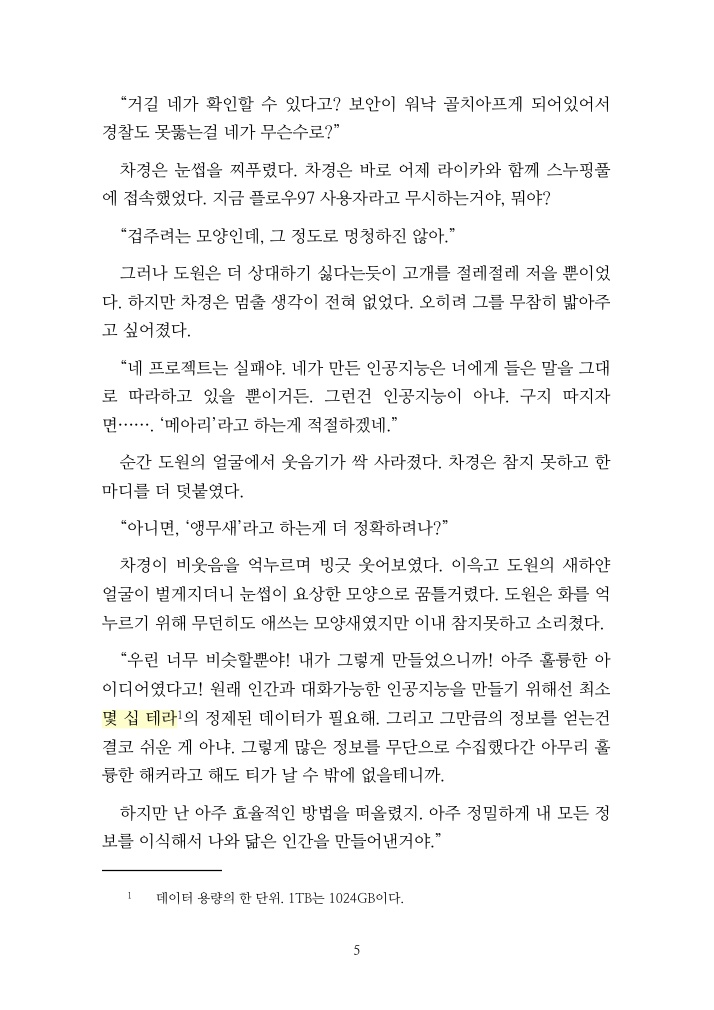 “거길 네가 확인할 수 있다고? 보안이 워낙 골치아프게 되어있어서
경찰도 못뚫는걸 네가 무슨수로?”
차경은 눈썹을 찌푸렸다. 차경은 바로 어제 라이카와 함께 스누핑풀
에 접속했었다. 지금 플로우97 사용자라고 무시하는거야, 뭐야?
“겁주려는 모양인데, 그 정도로 멍청하진 않아.”
그러나 도원은 더 상대하기 싫다는듯이 고개를 절레절레 저을 뿐이었
다. 하지만 차경은 멈출 생각이 전혀 없었다. 오히려 그를 무참히 밟아주
고 싶어졌다.
“네 프로젝트는 실패야. 네가 만든 인공지능은 너에게 들은 말을 그대
로 따라하고 있을 뿐이거든. 그런건 인공지능이 아냐. 구지 따지자
면……. ‘메아리’라고 하는게 적절하겠네.”
순간 도원의 얼굴에서 웃음기가 싹 사라졌다. 차경은 참지 못하고 한
마디를 더 덧붙였다.
“아니면, ‘앵무새’라고 하는게 더 정확하려나?”
차경이 비웃음을 억누르며 빙긋 웃어보였다. 이윽고 도원의 새하얀
얼굴이 벌게지더니 눈썹이 요상한 모양으로 꿈틀거렸다. 도원은 화를 억
누르기 위해 무던히도 애쓰는 모양새였지만 이내 참지못하고 소리쳤다.
“우린 너무 비슷할뿐야! 내가 그렇게 만들었으니까! 아주 훌륭한 아
이디어였다고! 원래 인간과 대화가능한 인공지능을 만들기 위해선 최소
몇 십 테라1의 정제된 데이터가 필요해. 그리고 그만큼의 정보를 얻는건
결코 쉬운 게 아냐. 그렇게 많은 정보를 무단으로 수집했다간 아무리 훌
륭한 해커라고 해도 티가 날 수 밖에 없을테니까.
하지만 난 아주 효율적인 방법을 떠올렸지. 아주 정밀하게 내 모든 정
보를 이식해서 나와 닮은 인간을 만들어낸거야.”
1 데이터 용량의 한 단위. 1TB는 1024GB이다.
5